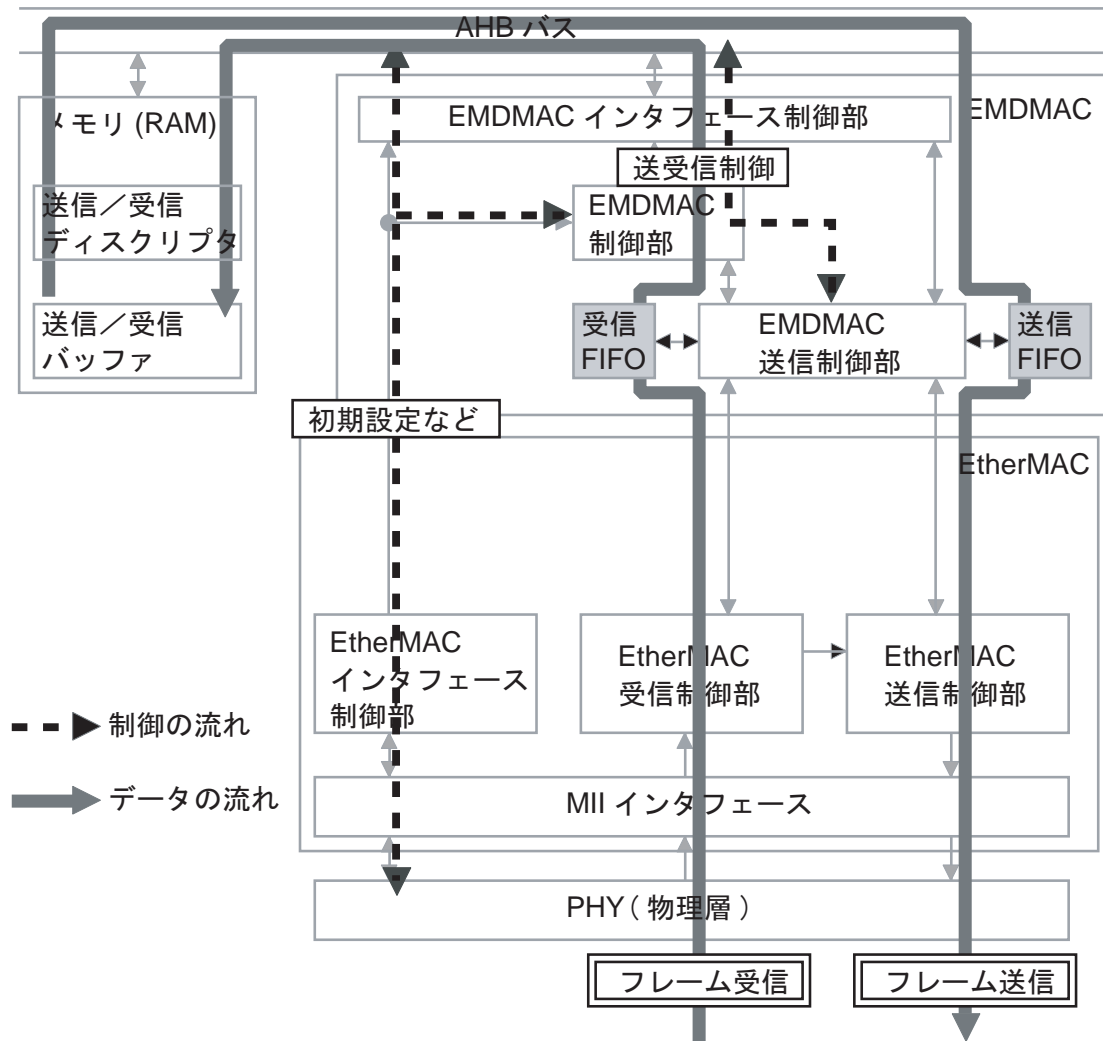 AHB バス
メモリ (RAM)
EMDMAC インタフェース制御部
EMDMAC
送受信制御
送信／受信
ディスクリプタ
EMDMAC
制御部
送信／受信
バッファ
受信
FIFO
EMDMAC
送信制御部
送信
FIFO
初期設定など
EtherMAC
EtherMAC
インタフェース
制御部
EtherMAC
受信制御部
EtherMAC
送信制御部
制御の流れ
データの流れ
MII インタフェース
PHY ( 物理層 )
フレーム受信
フレーム送信